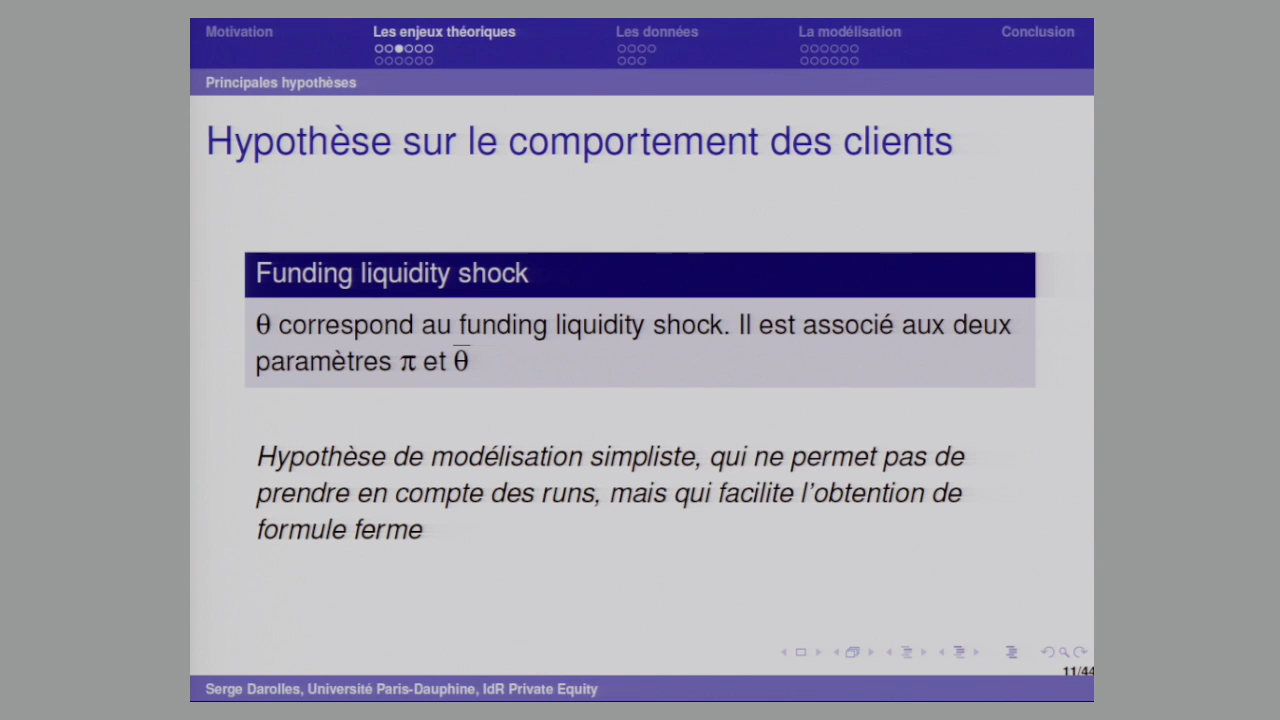 Motivation Les enjeux théoriques Les données La modélisation Conclusion
Principales hypothèses
Hypothèse sur le comportement des clients
Funding liquidity shock
θ correspond au funding liquidity shock. Il est associé aux deux
paramètres π et θ̅
Hypothèse de modélisation simpliste, qui ne permet pas de
prendre en compte des runs, mais qui facilite l'obtention de
formule ferme
11/44
Serge Darolles, Université Paris-Dauphine, IdR Private Equity